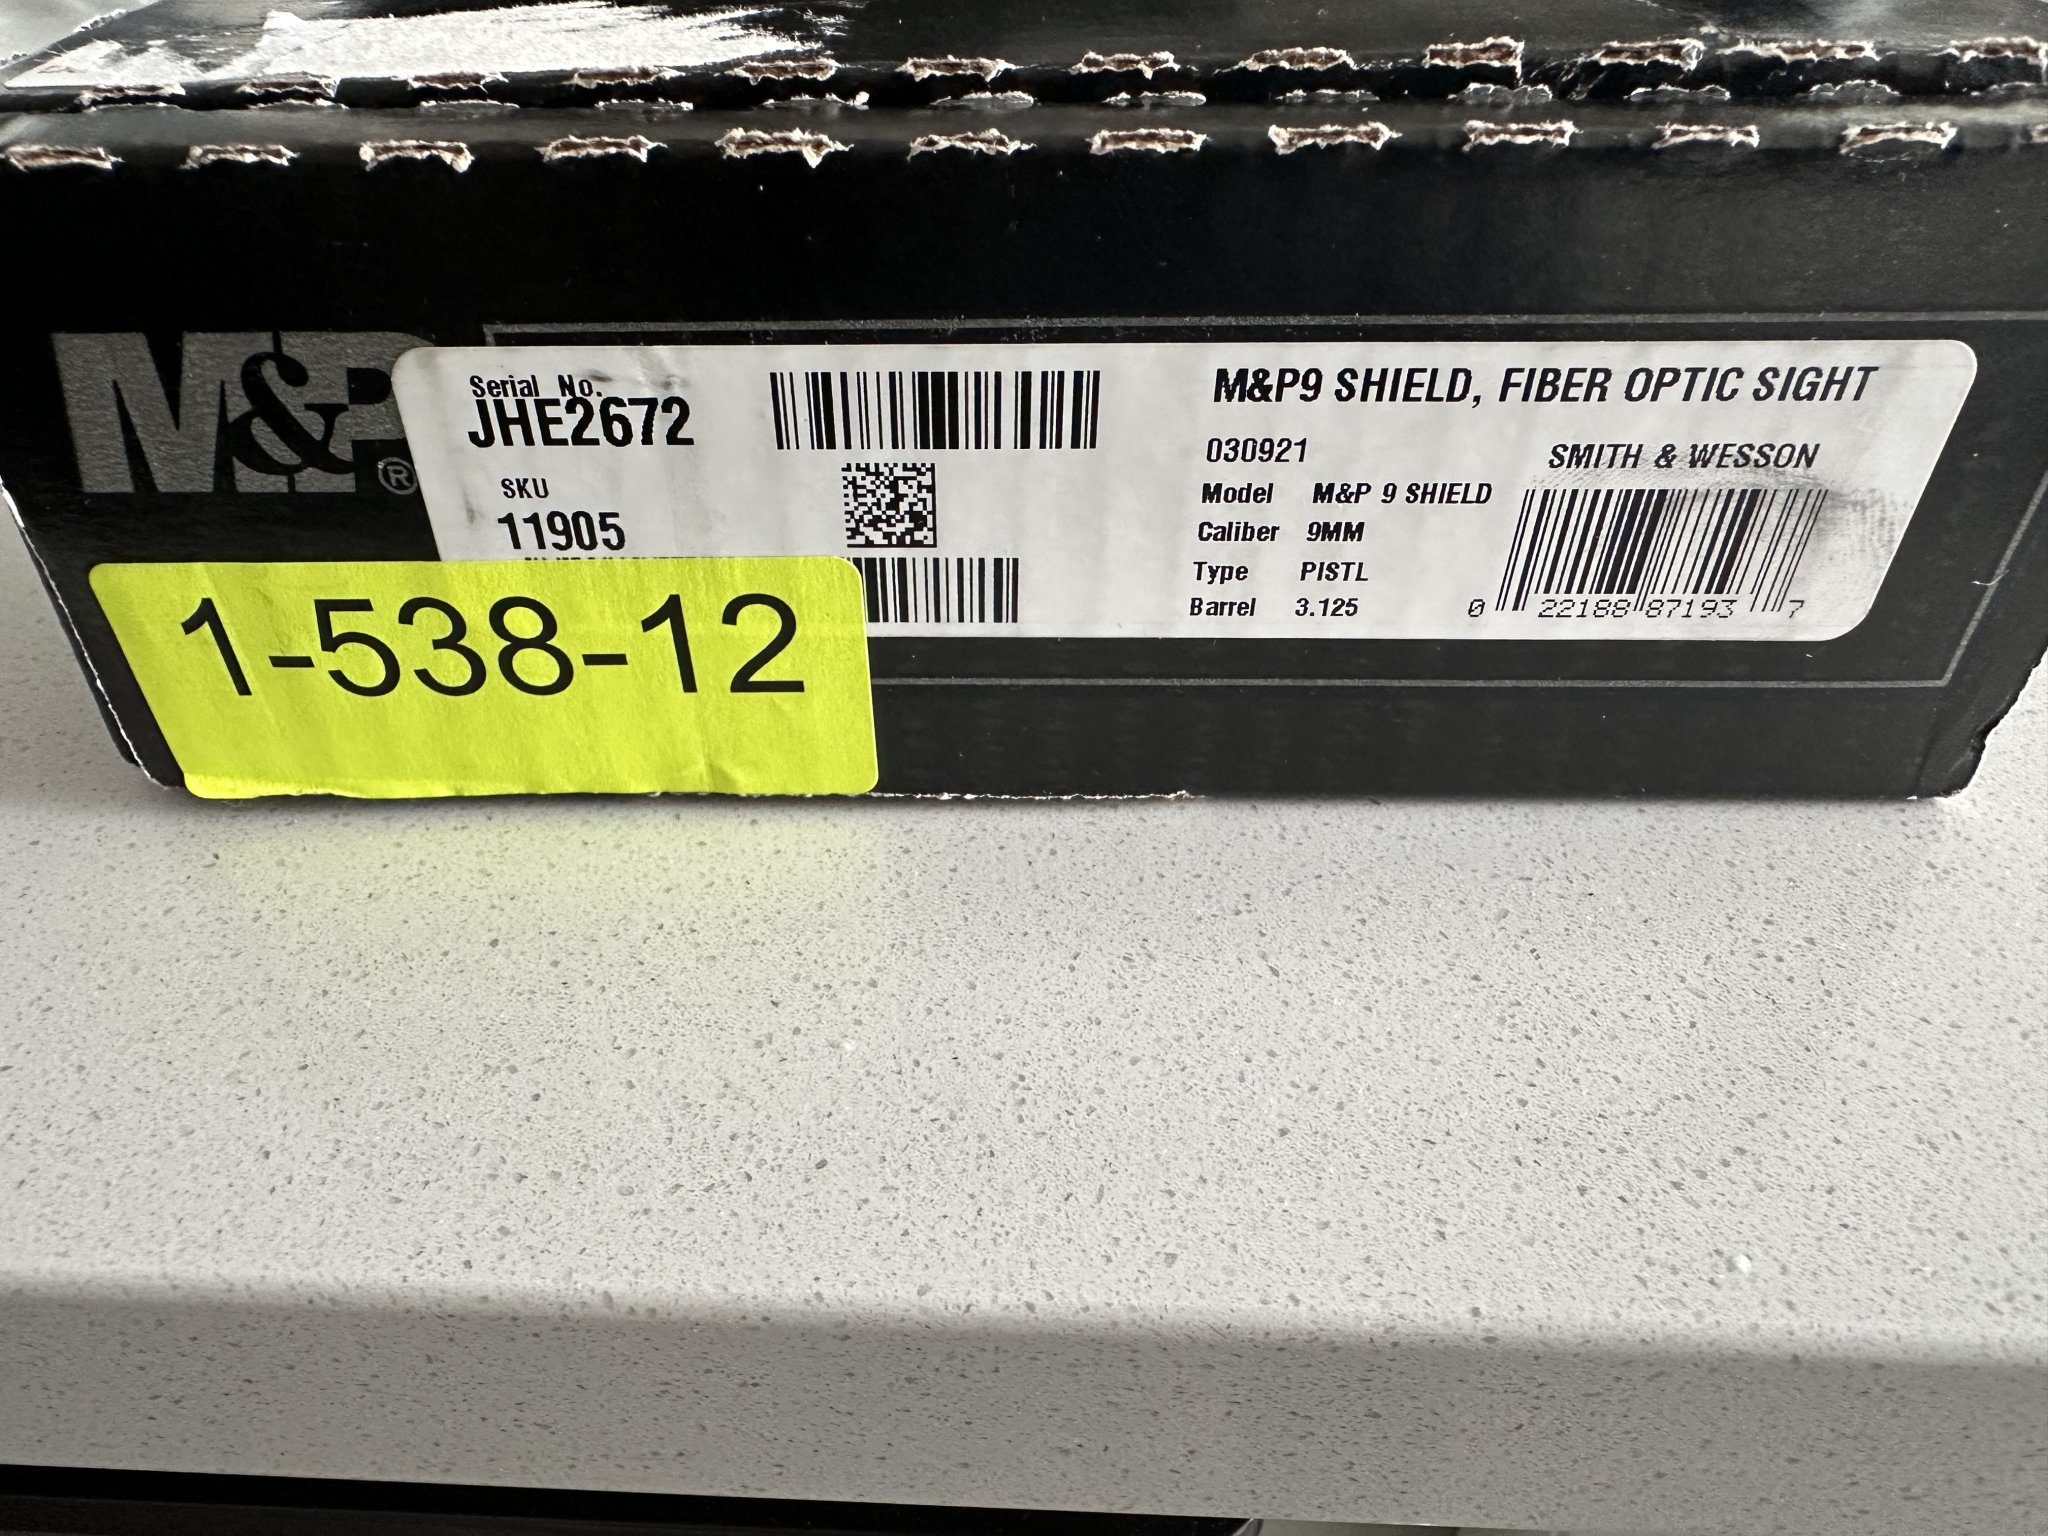 M&P®
Serial No.
JHE2672
SKU
11905
1-538-12
M&P9 SHIELD, FIBER OPTIC SIGHT
030921
SMITH & WESSON
Model M&P 9 SHIELD
Caliber 9MM
Type PISTL
Barrel 3.125
0 22188 87193 7